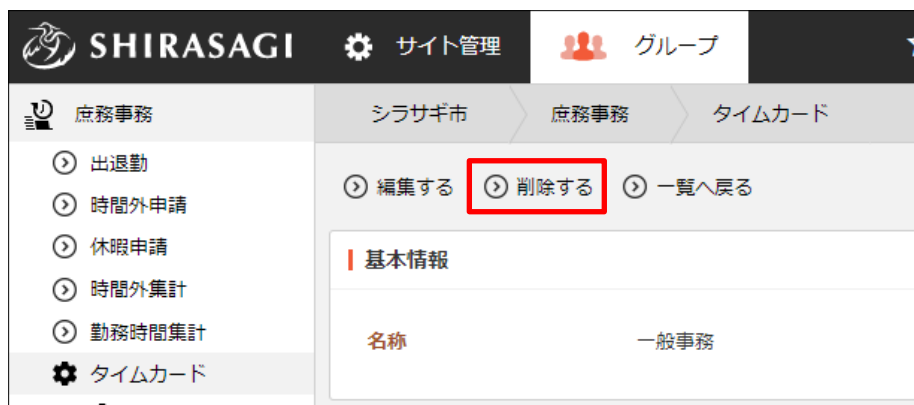 SHIRASAGI サイト管理 グループ
庶務事務
シラサギ市 庶務事務 タイムカード
出退勤
時間外申請
休暇申請
時間外集計
勤務時間集計
タイムカード
編集する 削除する 一覧へ戻る
基本情報
名称 一般事務